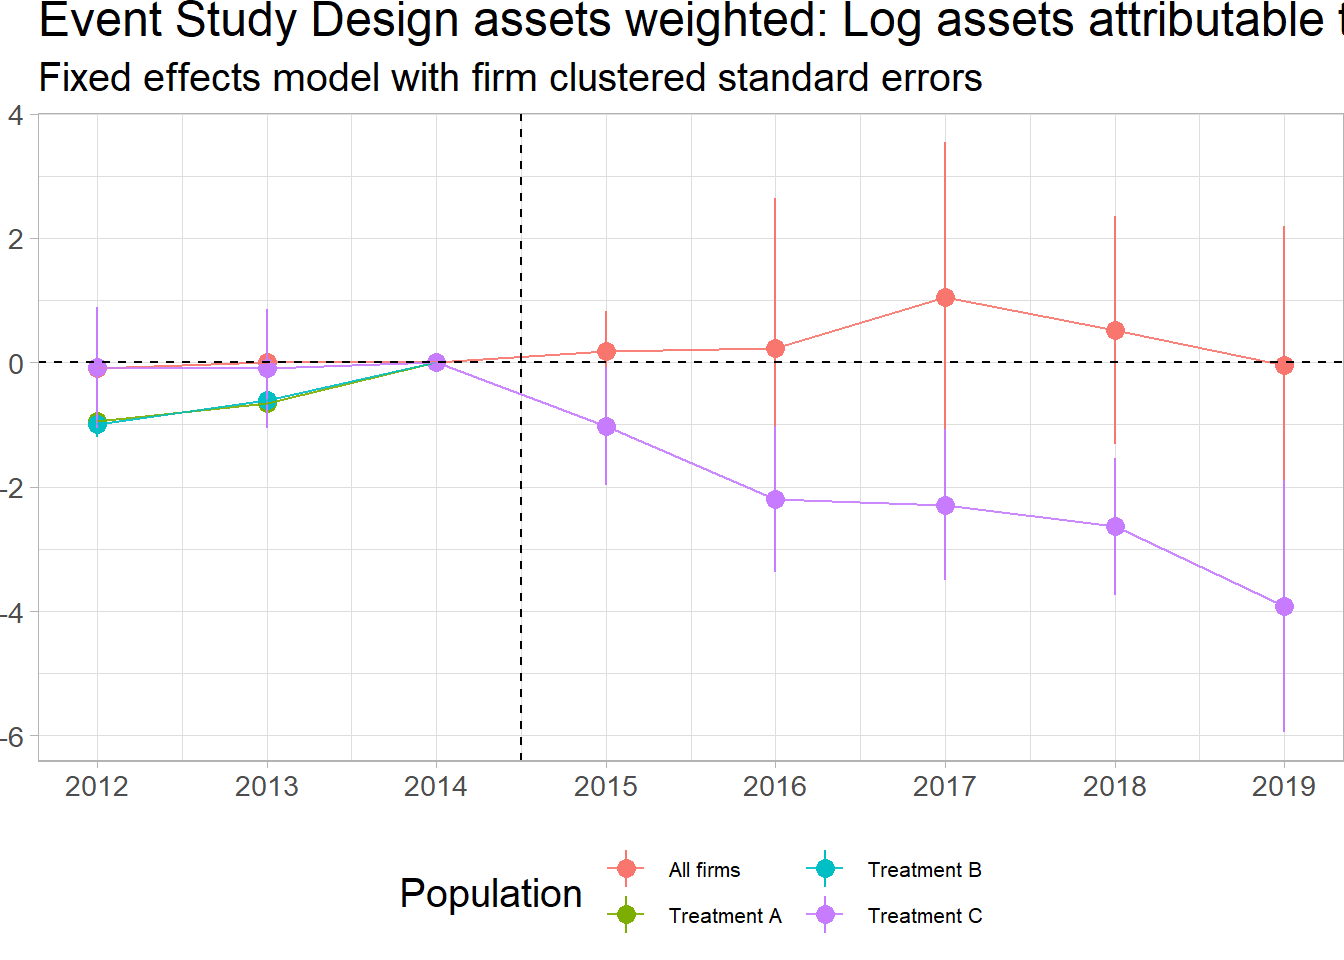 Event Study Design assets weighted: Log assets attributable t
Fixed effects model with firm clustered standard errors
4
2
0
-2
-4
-6
2012 2013 2014 2015 2016 2017 2018 2019
Population
All firms
Treatment A
Treatment B
Treatment C